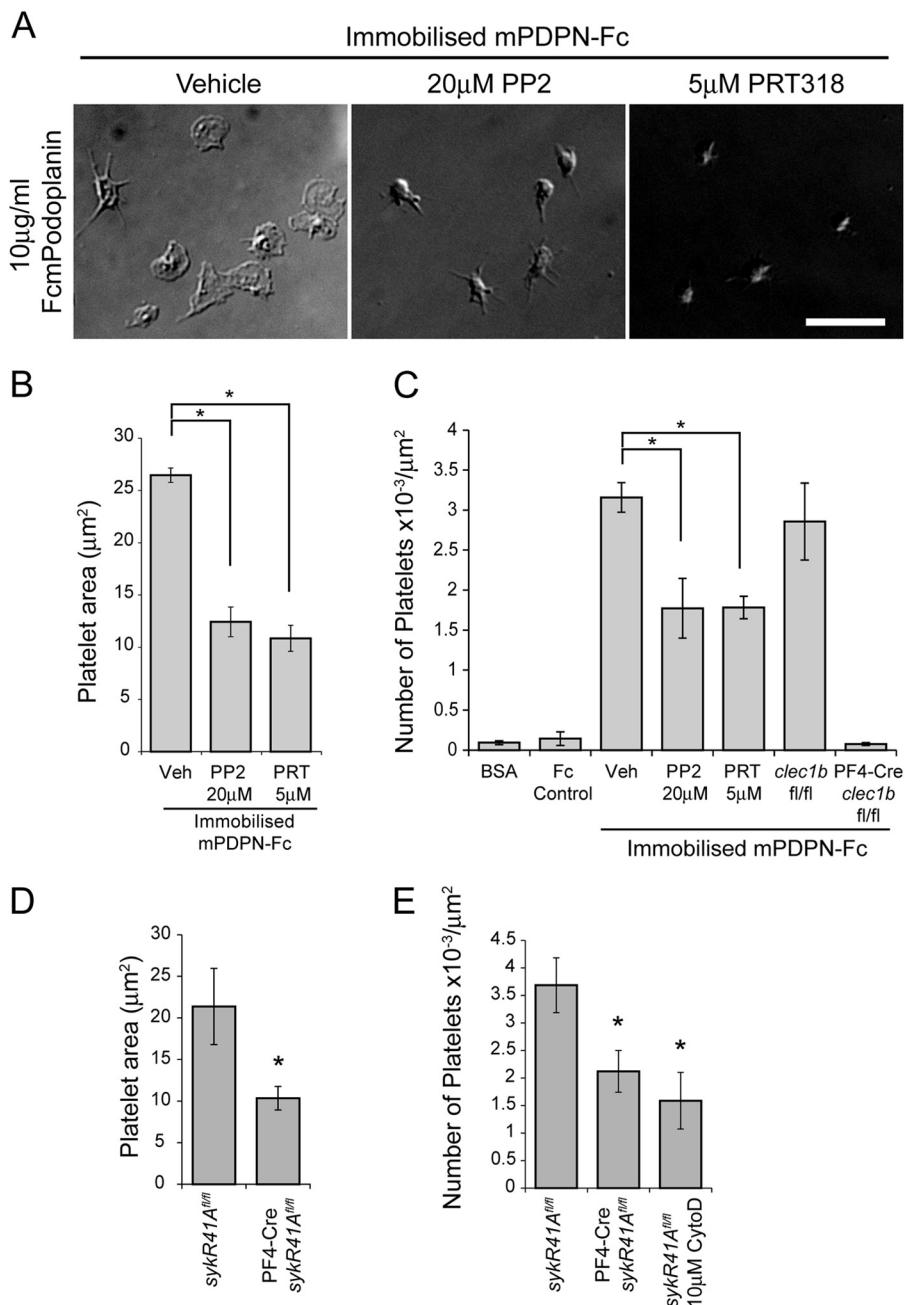 A
Immobilised mPDPN-Fc
Vehicle
20μM PP2
5μM PRT318
10μg/ml
FcmPodoplanin
B
Platelet area (μm²)
30
25
20
15
10
5
0
*
*
Veh
PP2
20μM
PRT
5μM
Immobilised
mPDPN-Fc
C
Number of Platelets x10⁻³/μm²
4
3.5
3
2.5
2
1.5
1
0.5
0
*
*
BSA
Fc
Control
Veh
PP2
20μM
PRT
5μM
clec1b
fl/fl
PF4-Cre
clec1b
fl/fl
Immobilised mPDPN-Fc
D
Platelet area (μm²)
30
25
20
15
10
5
0
*
sykR41A^fl/fl
PF4-Cre
sykR41A^fl/fl
E
Number of Platelets x10⁻³/μm²
4.5
4
3.5
3
2.5
2
1.5
1
0.5
0
*
*
sykR41A^fl/fl
PF4-Cre
sykR41A^fl/fl
sykR41A^fl/fl
10μM CytoD